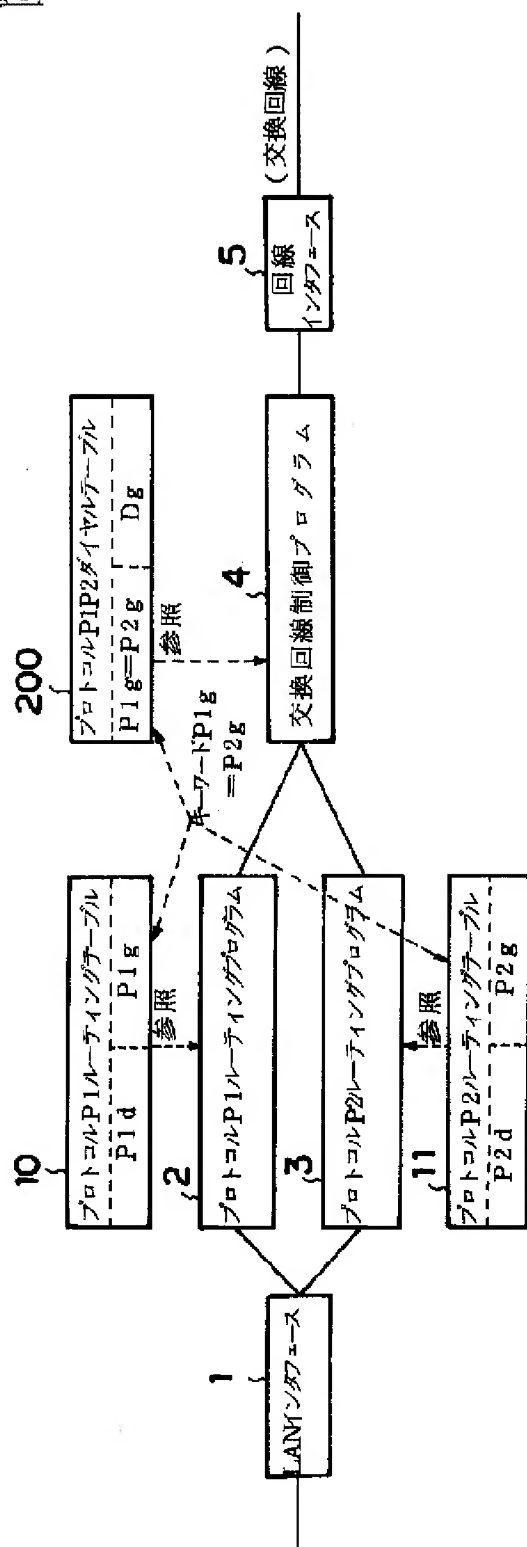 10
プロトコルP1ルーティングテーブル
P1d P1g
参照
2
プロトコルP1ルーティングプログラム
1
LANインタフェース
3
プロトコルP2ルーティングプログラム
参照
11
プロトコルP2ルーティングテーブル
P2d P2g
キーワードP1g
=P2g
200
プロトコルP1P2ダイヤルテーブル
P1g=P2g Dg
参照
4
交換回線制御プログラム
5
回線
インタフェース
(交換回線)